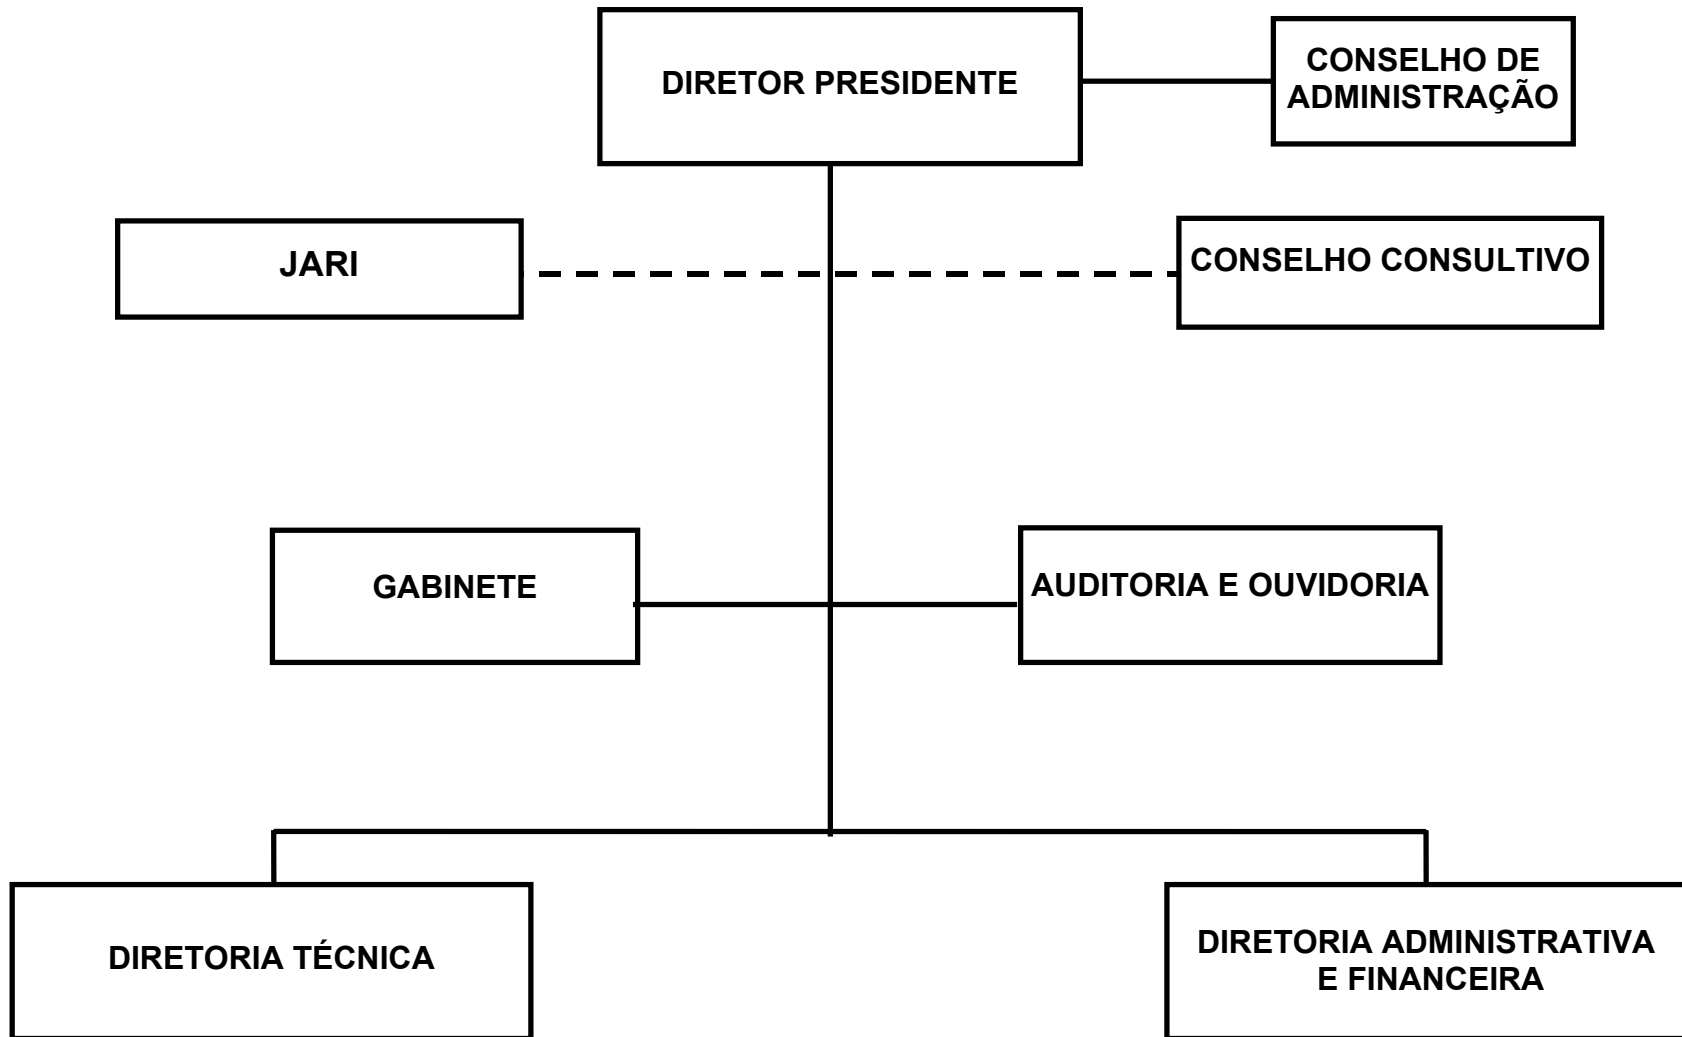 DIRETOR PRESIDENTE
CONSELHO DE
ADMINISTRAÇÃO
JARI
CONSELHO CONSULTIVO
GABINETE
AUDITORIA E OUVIDORIA
DIRETORIA TÉCNICA
DIRETORIA ADMINISTRATIVA
E FINANCEIRA